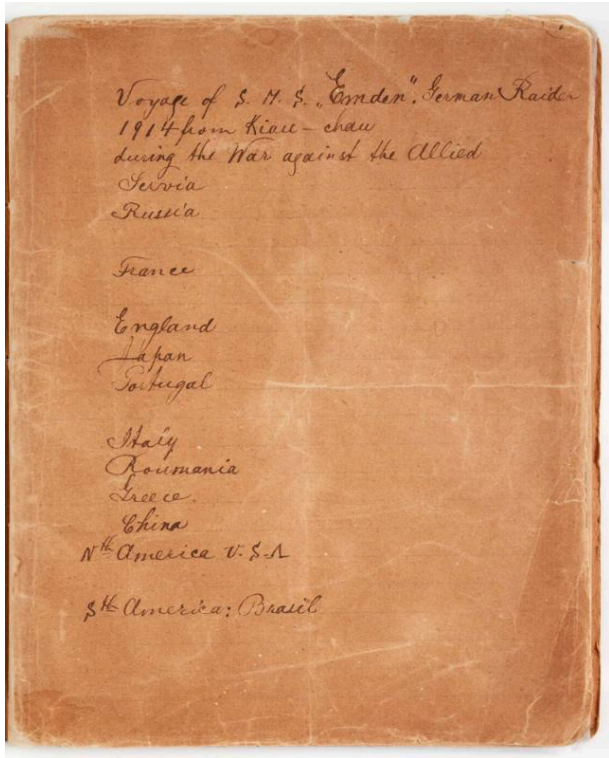 Voyage of S. M. S. „Emden". German Raider
1914 from Kiau-chau
during the War against the Allied
Servia
Russia
France
England
Japan
Portugal
Italy
Roumania
Greece.
China
Nth America U.S.A
Sth America: Brasil